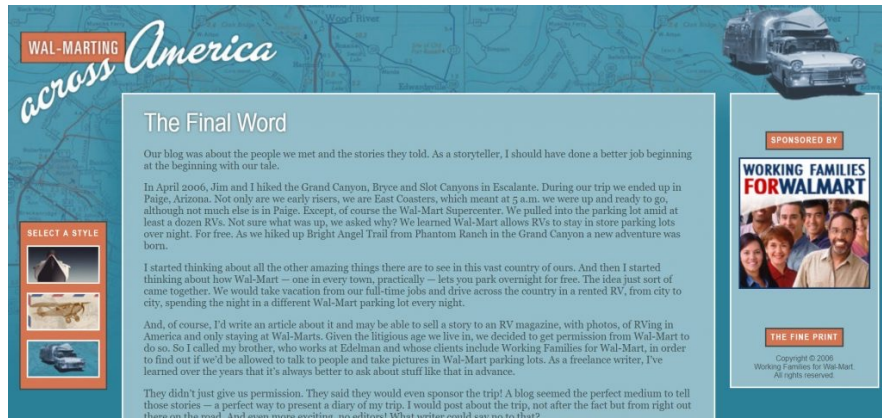 WAL-MARTING
across America
The Final Word
Our blog was about the people we met and the stories they told. As a storyteller, I should have done a better job beginning
at the beginning with our tale.
In April 2006, Jim and I hiked the Grand Canyon, Bryce and Slot Canyons in Escalante. During our trip we ended up in
Paige, Arizona. Not only are we early risers, we are East Coasters, which meant at 5 a.m. we were up and ready to go,
although not much else is in Paige. Except, of course the Wal-Mart Supercenter. We pulled into the parking lot amid at
least a dozen RVs. Not sure what was up, we asked why? We learned Wal-Mart allows RVs to stay in store parking lots
over night. For free. As we hiked up Bright Angel Trail from Phantom Ranch in the Grand Canyon a new adventure was
born.
I started thinking about all the other amazing things there are to see in this vast country of ours. And then I started
thinking about how Wal-Mart — one in every town, practically — lets you park overnight for free. The idea just sort of
came together. We would take vacation from our full-time jobs and drive across the country in a rented RV, from city to
city, spending the night in a different Wal-Mart parking lot every night.
And, of course, I'd write an article about it and may be able to sell a story to an RV magazine, with photos, of RVing in
America and only staying at Wal-Marts. Given the litigious age we live in, we decided to get permission from Wal-Mart to
do so. So I called my brother, who works at Edelman and whose clients include Working Families for Wal-Mart, in order
to find out if we'd be allowed to talk to people and take pictures in Wal-Mart parking lots. As a freelance writer, I've
learned over the years that it's always better to ask about stuff like that in advance.
They didn't just give us permission. They said they would even sponsor the trip! A blog seemed the perfect medium to tell
those stories — a perfect way to present a diary of my trip. I would post about the trip, not after the fact but from right out
there on the road. And even more exciting, no editors! What writer could say no to that?
SELECT A STYLE
SPONSORED BY
WORKING FAMILIES
FORWALMART
THE FINE PRINT
Copyright © 2006
Working Families for Wal-Mart
All rights reserved.
Wood River